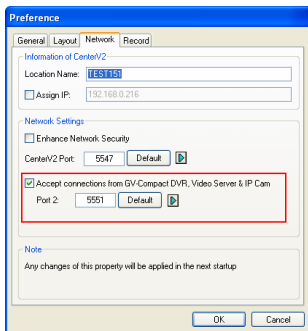 Preference
General Layout Network Record
Information of CenterV2
Location Name: TEST151
Assign IP: 192.168.0.216
Network Settings
Enhance Network Security
CenterV2 Port: 5547 Default
Accept connections from GV-Compact DVR, Video Server & IP Cam
Port 2: 5551 Default
Note
Any changes of this property will be applied in the next startup
OK Cancel